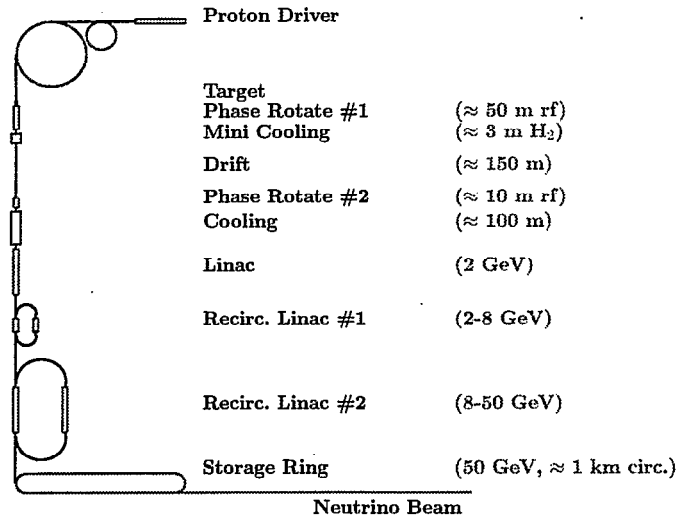 Proton Driver
Target
Phase Rotate #1 (≈ 50 m rf)
Mini Cooling (≈ 3 m H₂)
Drift (≈ 150 m)
Phase Rotate #2 (≈ 10 m rf)
Cooling (≈ 100 m)
Linac (2 GeV)
Recirc. Linac #1 (2-8 GeV)
Recirc. Linac #2 (8-50 GeV)
Storage Ring (50 GeV, ≈ 1 km circ.)
Neutrino Beam